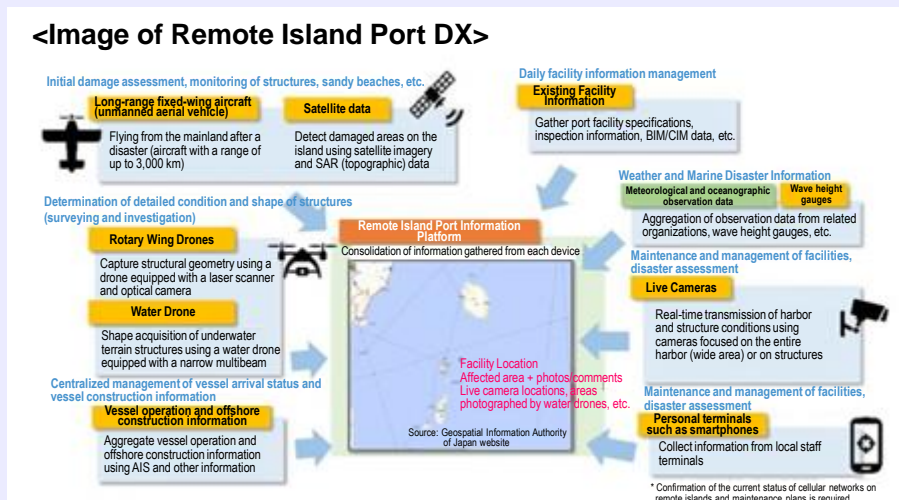 <Image of Remote Island Port DX>
Initial damage assessment, monitoring of structures, sandy beaches, etc.
Long-range fixed-wing aircraft
(unmanned aerial vehicle)
Flying from the mainland after a
disaster (aircraft with a range of
up to 3,000 km)
Satellite data
Detect damaged areas on the
island using satellite imagery
and SAR (topographic) data
Daily facility information management
Existing Facility
Information
Gather port facility specifications,
inspection information, BIM/CIM data, etc.
Determination of detailed condition and shape of structures
(surveying and investigation)
Rotary Wing Drones
Capture structural geometry using a
drone equipped with a laser scanner
and optical camera
Water Drone
Shape acquisition of underwater
terrain structures using a water drone
equipped with a narrow multibeam
Centralized management of vessel arrival status and
vessel construction information
Vessel operation and offshore
construction information
Aggregate vessel operation and
offshore construction information
using AIS and other information
Remote Island Port Information
Platform
Consolidation of information gathered from each device
Facility Location
Affected area + photos/comments
Live camera locations, areas
photographed by water drones, etc.
Source: Geospatial Information Authority
of Japan website
Weather and Marine Disaster Information
Meteorological and oceanographic
observation data
Wave height
gauges
Aggregation of observation data from related
organizations, wave height gauges, etc.
Maintenance and management of facilities,
disaster assessment
Live Cameras
Real-time transmission of harbor
and structure conditions using
cameras focused on the entire
harbor (wide area) or on structures
Maintenance and management of facilities,
disaster assessment
Personal terminals
such as smartphones
Collect information from local staff
terminals
* Confirmation of the current status of cellular networks on
remote islands and maintenance plans is required